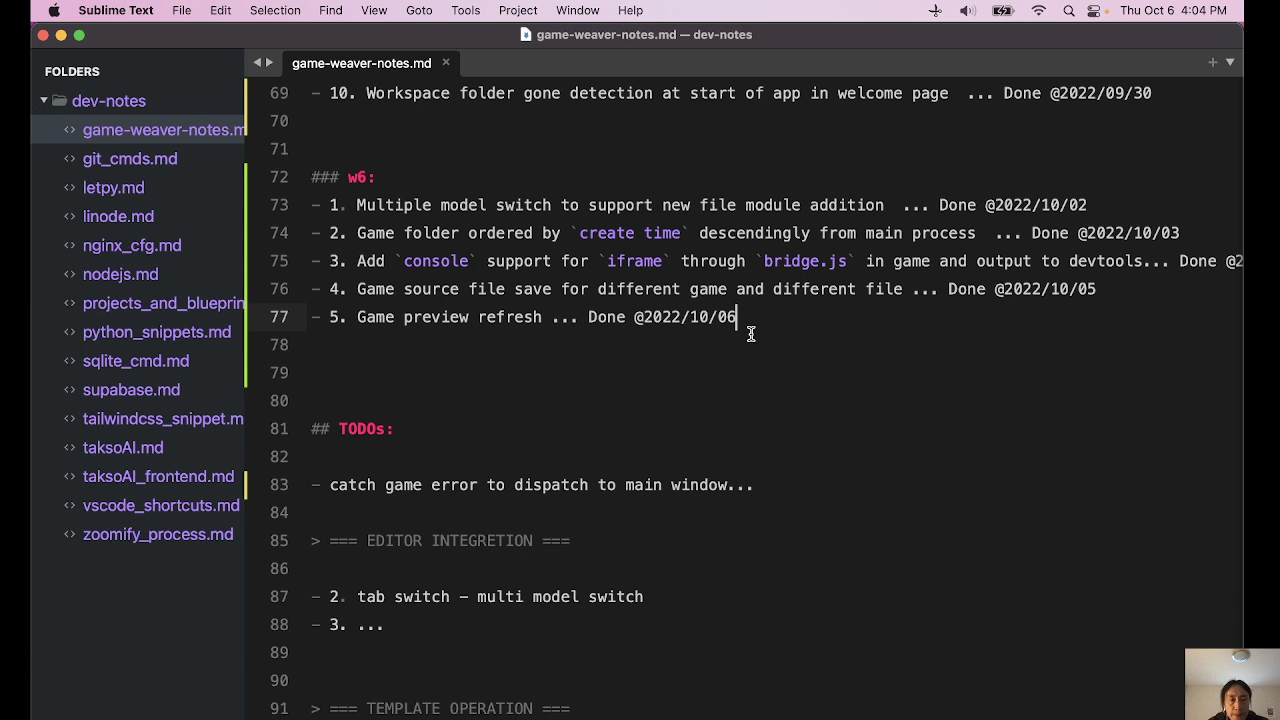 Sublime Text File Edit Selection Find View Goto Tools Project Window Help Thu Oct 6 4:04 PM
game-weaver-notes.md — dev-notes
FOLDERS
dev-notes
game-weaver-notes.m
git_cmds.md
letpy.md
linode.md
nginx_cfg.md
nodejs.md
projects_and_blueprin
python_snippets.md
sqlite_cmd.md
supabase.md
tailwindcss_snippet.m
taksoAI.md
taksoAI_frontend.md
vscode_shortcuts.md
zoomify_process.md
game-weaver-notes.md ×
69 - 10. Workspace folder gone detection at start of app in welcome page ... Done @2022/09/30
70
71
72 ### w6:
73 - 1. Multiple model switch to support new file module addition ... Done @2022/10/02
74 - 2. Game folder ordered by `create time` descendingly from main process ... Done @2022/10/03
75 - 3. Add `console` support for `iframe` through `bridge.js` in game and output to devtools... Done @2
76 - 4. Game source file save for different game and different file ... Done @2022/10/05
77 - 5. Game preview refresh ... Done @2022/10/06
78
79
80
81 ## TODOs:
82
83 - catch game error to dispatch to main window...
84
85 > === EDITOR INTEGRETION ===
86
87 - 2. tab switch - multi model switch
88 - 3. ...
89
90
91 > === TEMPLATE OPERATION ===